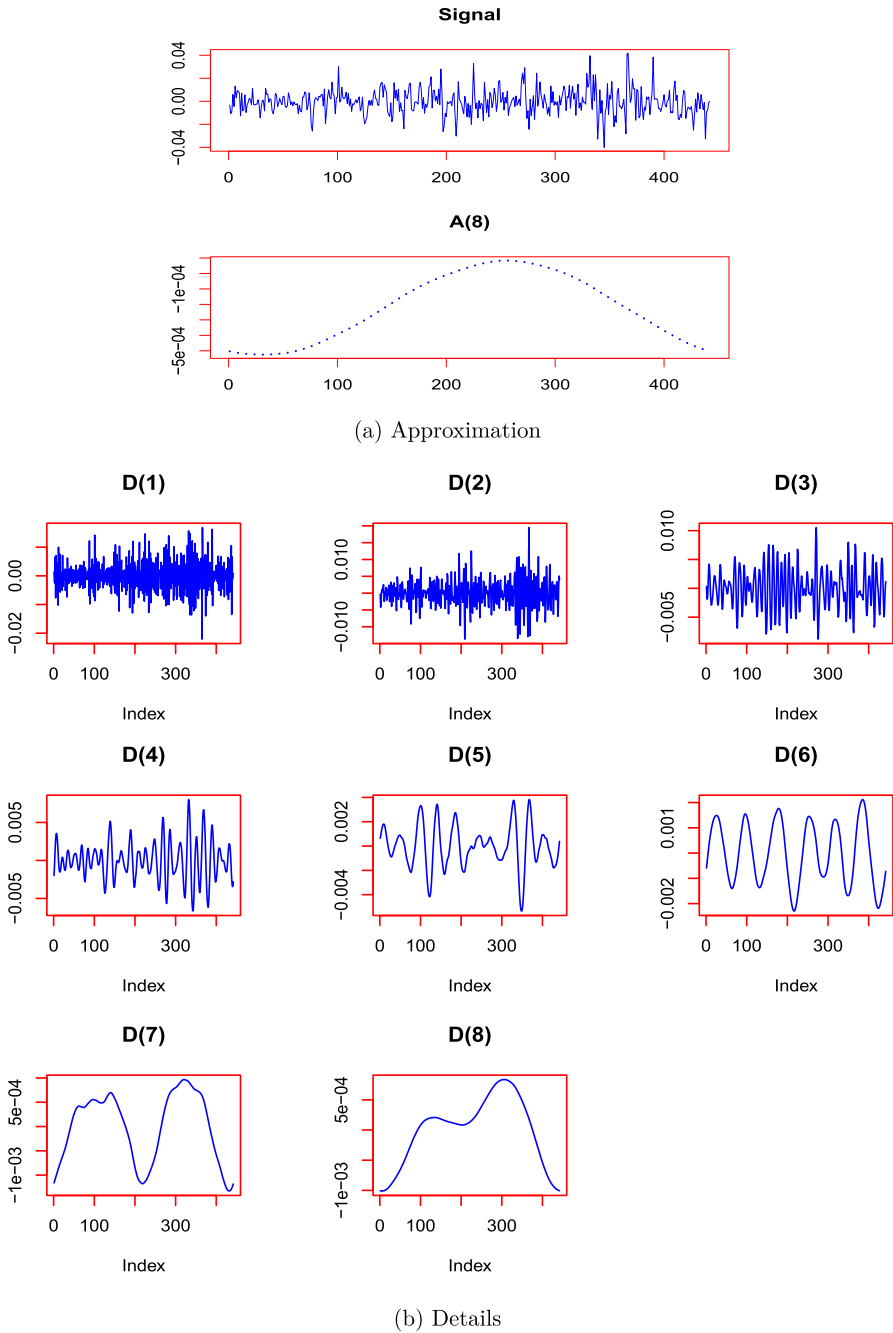 Signal
0.04
0.00
−0.04
0 100 200 300 400
A(8)
−1e−04
−5e−04
0 100 200 300 400
(a) Approximation
D(1) D(2) D(3)
0.00
−0.02
0.010
−0.010
0.010
−0.005
0 100 300 0 100 300 0 100 300
Index Index Index
D(4) D(5) D(6)
0.005
−0.005
0.002
−0.004
0.001
−0.002
0 100 300 0 100 300 0 100 300
Index Index Index
D(7) D(8)
5e−04
−1e−03
5e−04
−1e−03
0 100 300 0 100 300
Index Index
(b) Details